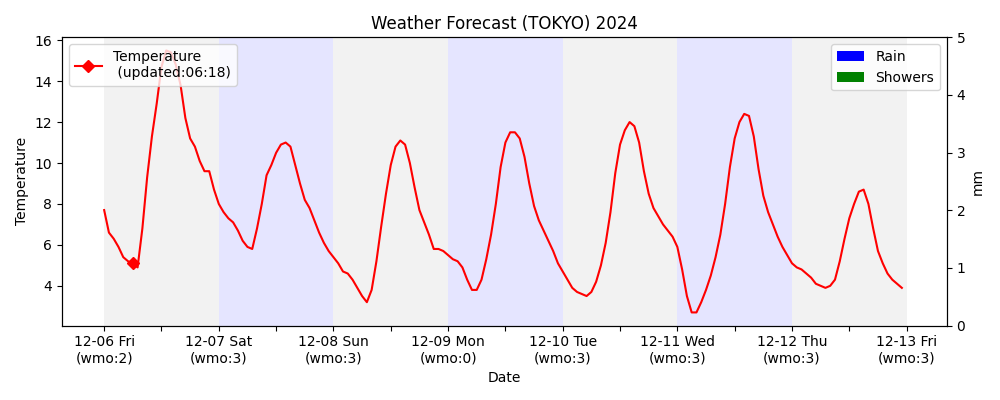 Weather Forecast (TOKYO) 2024
Temperature
(updated:06:18)
Rain
Showers
Temperature
16
14
12
10
8
6
4
5
4
3
2
1
0
mm
12-06 Fri
(wmo:2)
12-07 Sat
(wmo:3)
12-08 Sun
(wmo:3)
12-09 Mon
(wmo:0)
12-10 Tue
(wmo:3)
12-11 Wed
(wmo:3)
12-12 Thu
(wmo:3)
12-13 Fri
(wmo:3)
Date